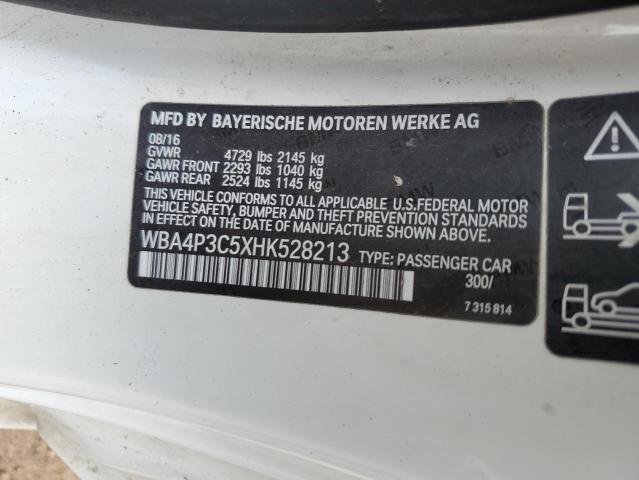 MFD BY BAYERISCHE MOTOREN WERKE AG
08/16
GVWR 4729 lbs 2145 kg
GAWR FRONT 2293 lbs 1040 kg
GAWR REAR 2524 lbs 1145 kg
THIS VEHICLE CONFORMS TO ALL APPLICABLE U.S.FEDERAL MOTOR
VEHICLE SAFETY, BUMPER AND THEFT PREVENTION STANDARDS
IN EFFECT ON THE DATE OF MANUFACTURE SHOWN ABOVE.
WBA4P3C5XHK528213 TYPE: PASSENGER CAR
300/
7 315 814